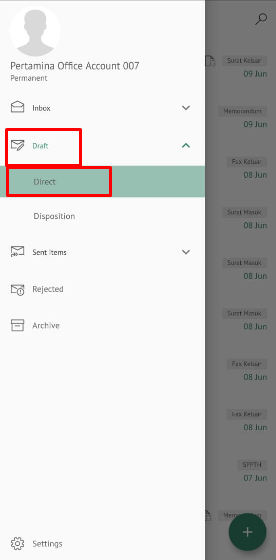 Pertamina Office Account 007
Permanent
Inbox
Draft
Direct
Disposition
Sent Items
Rejected
Archive
Settings
Surat Keluar
09 Jun
Memorandum
09 Jun
Fax Keluar
08 Jun
Surat Masuk
08 Jun
Surat Masuk
08 Jun
Surat Masuk
08 Jun
Fax Keluar
08 Jun
Fax Keluar
08 Jun
SPPTH
07 Jun